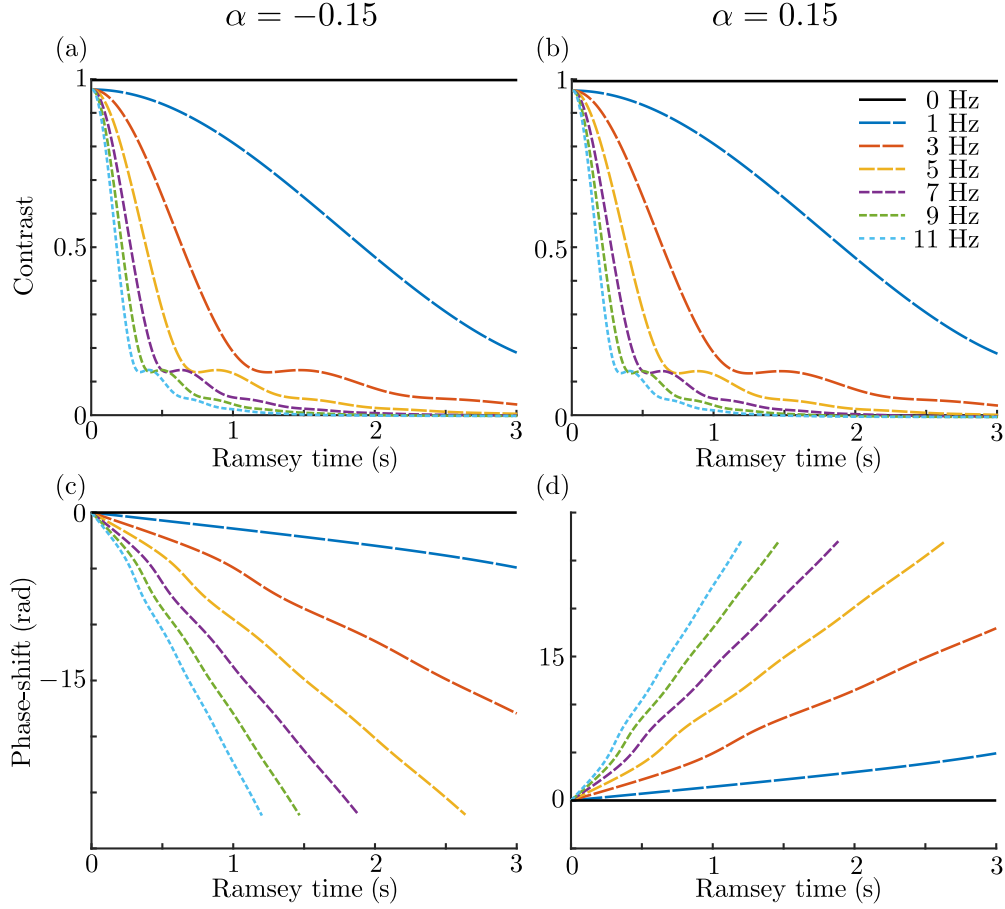 α = −0.15
α = 0.15
(a)
(b)
1
0.5
0
Contrast
0
1
2
3
Ramsey time (s)
1
0.5
0
0 Hz
1 Hz
3 Hz
5 Hz
7 Hz
9 Hz
11 Hz
0
1
2
3
Ramsey time (s)
(c)
(d)
0
−15
Phase-shift (rad)
0
1
2
3
Ramsey time (s)
15
0
0
1
2
3
Ramsey time (s)